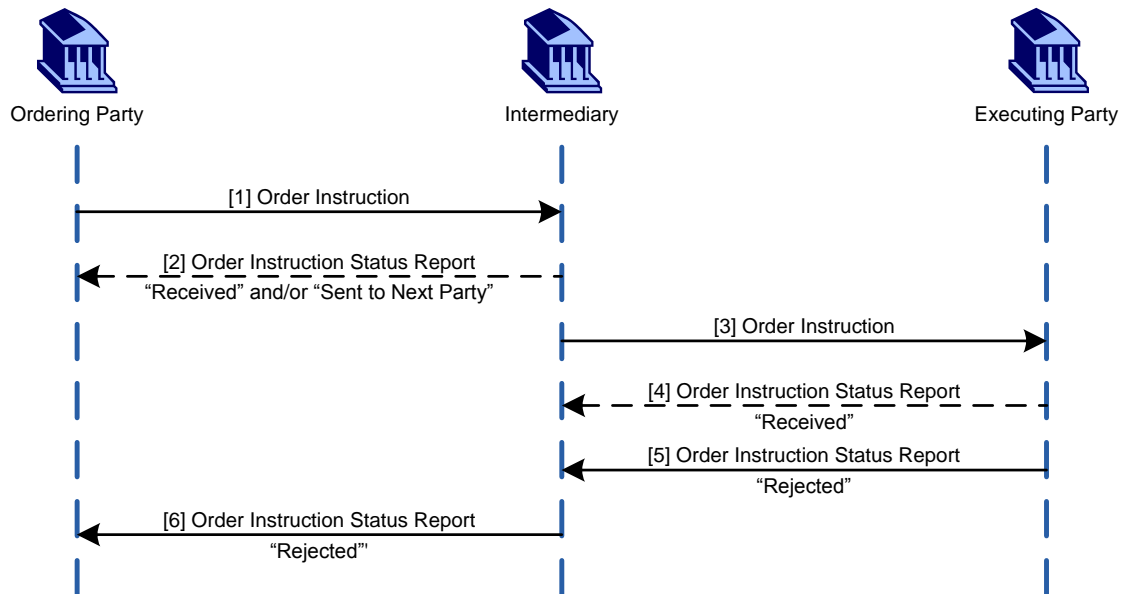 Ordering Party
Intermediary
Executing Party
[1] Order Instruction
[2] Order Instruction Status Report
“Received” and/or “Sent to Next Party”
[3] Order Instruction
[4] Order Instruction Status Report
“Received”
[5] Order Instruction Status Report
“Rejected”
[6] Order Instruction Status Report
“Rejected”'